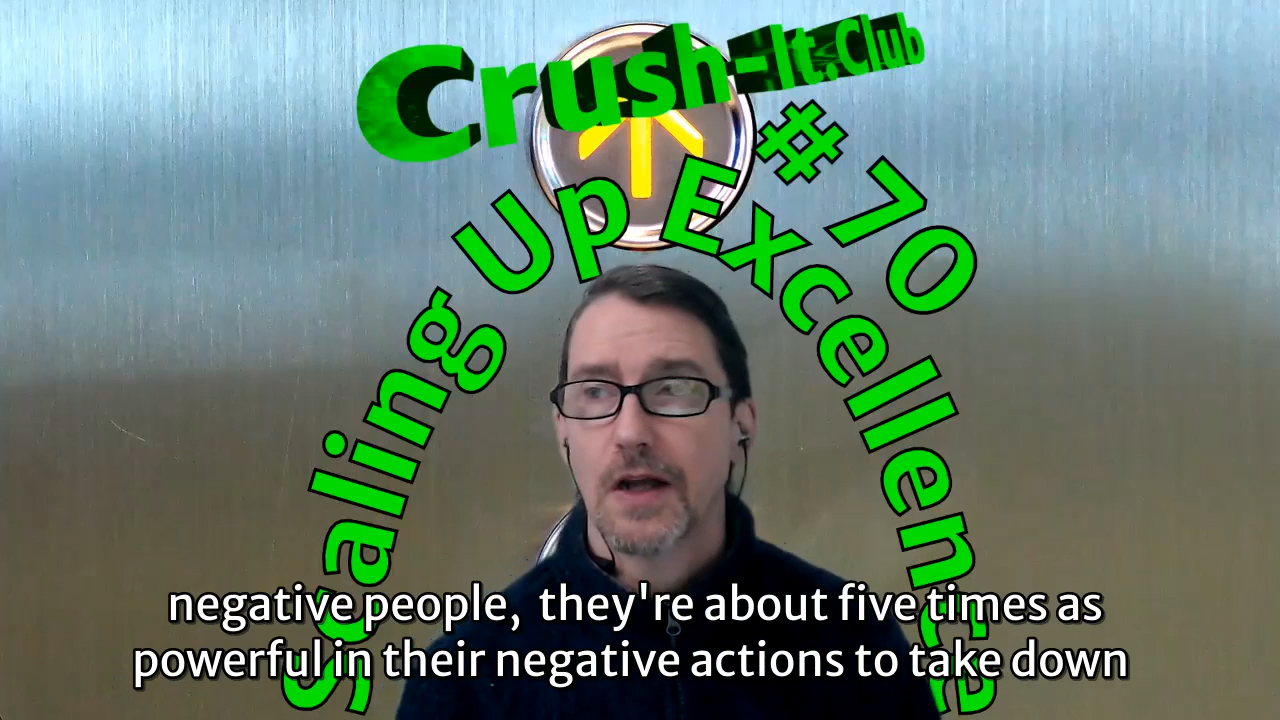 Crush-It.Club
Scaling Up Excellence #70
negative people, they're about five times as
powerful in their negative actions to take down